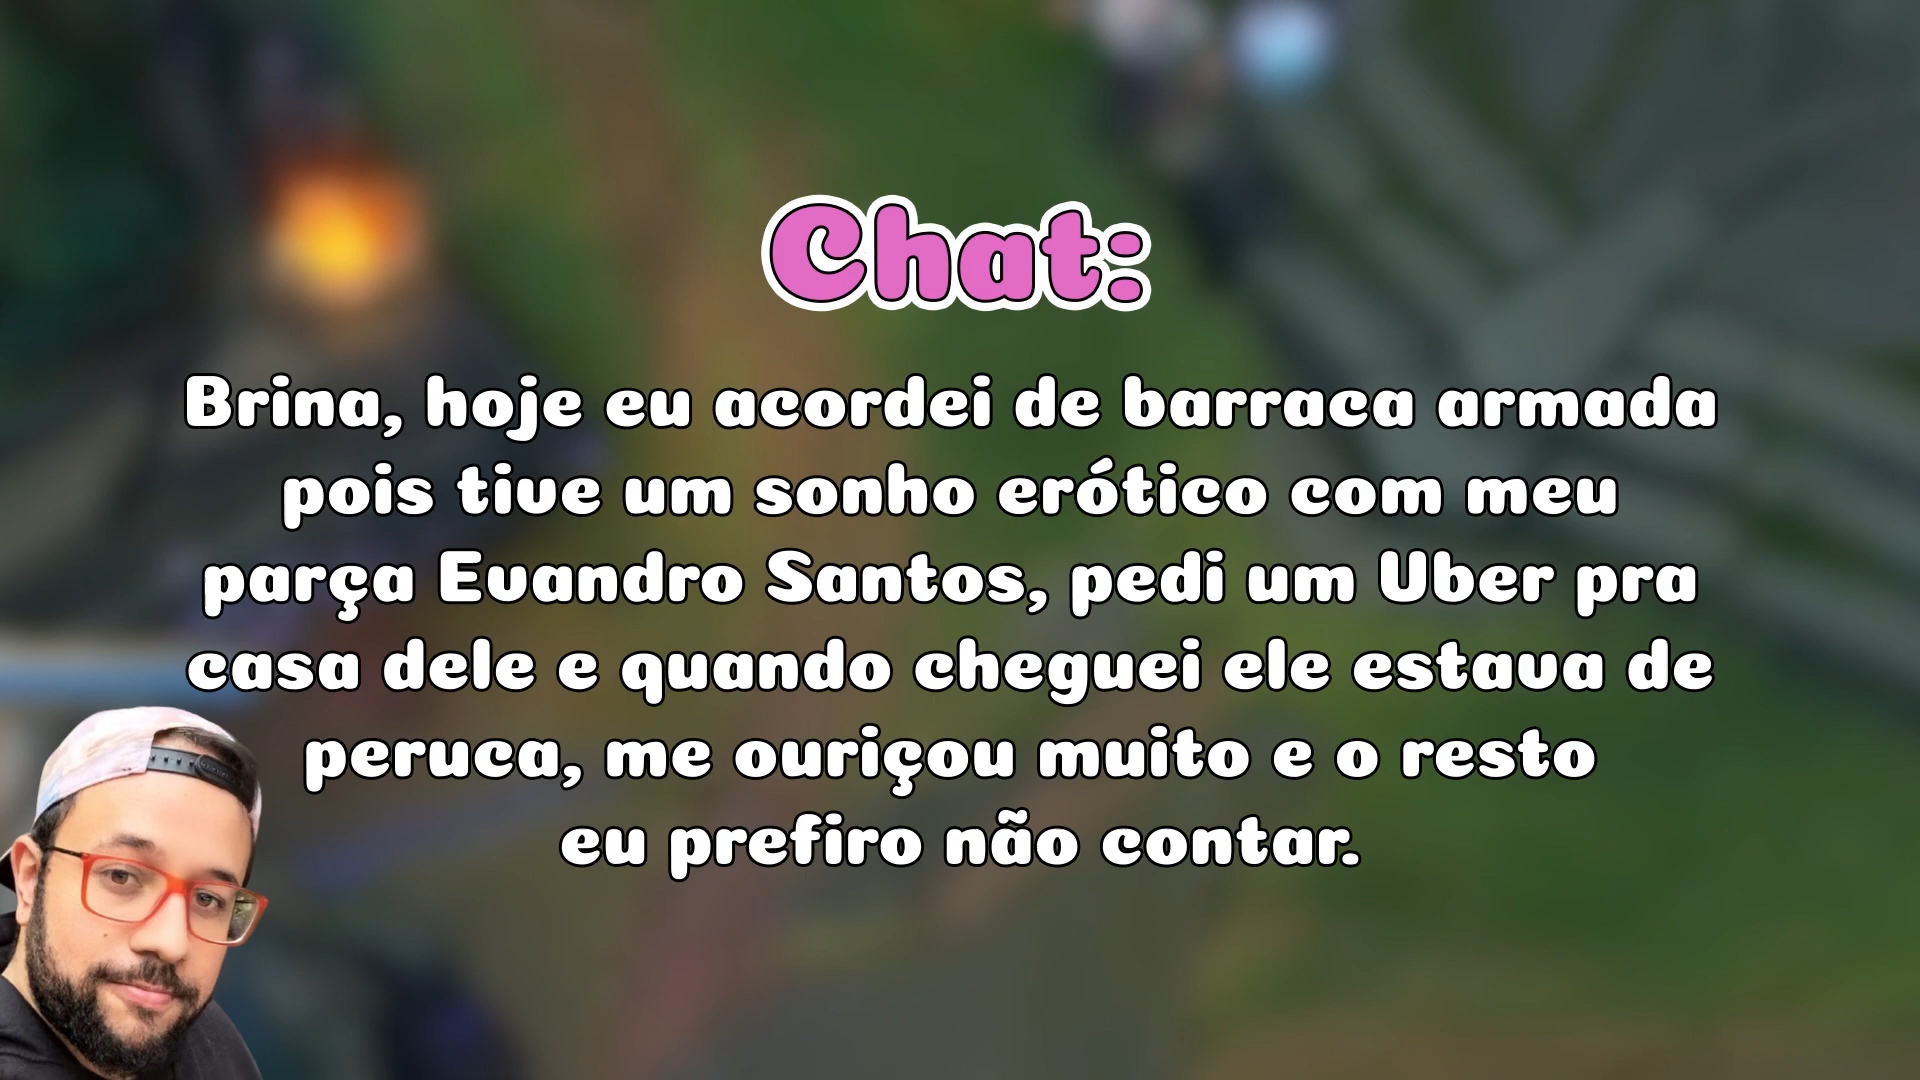 Chat:
Brina, hoje eu acordei de barraca armada
pois tive um sonho erótico com meu
parça Evandro Santos, pedi um Uber pra
casa dele e quando cheguei ele estava de
peruca, me ouriçou muito e o resto
eu prefiro não contar.